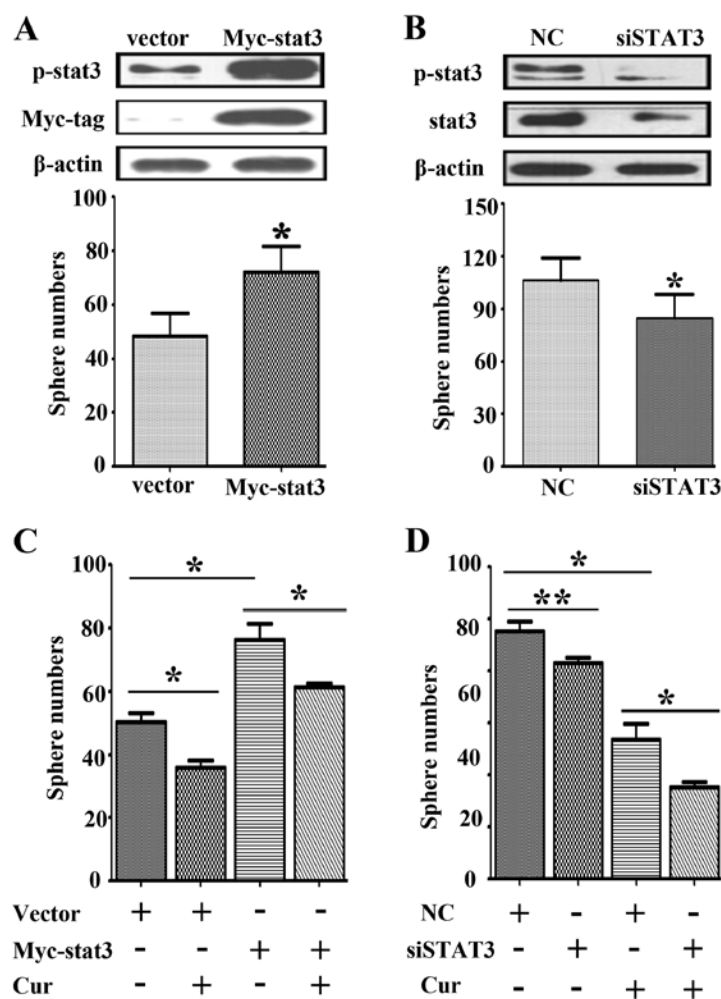 A
vector Myc-stat3
p-stat3
Myc-tag
β-actin
Sphere numbers
100
80
60
40
20
0
*
vector Myc-stat3
B
NC siSTAT3
p-stat3
stat3
β-actin
Sphere numbers
150
120
90
60
30
0
*
NC siSTAT3
C
Sphere numbers
100
80
60
40
20
0
*
*
*
Vector + + - -
Myc-stat3 - - + +
Cur - + - +
D
Sphere numbers
100
80
60
40
20
0
*
**
*
NC + - + -
siSTAT3 - + - +
Cur - - + +